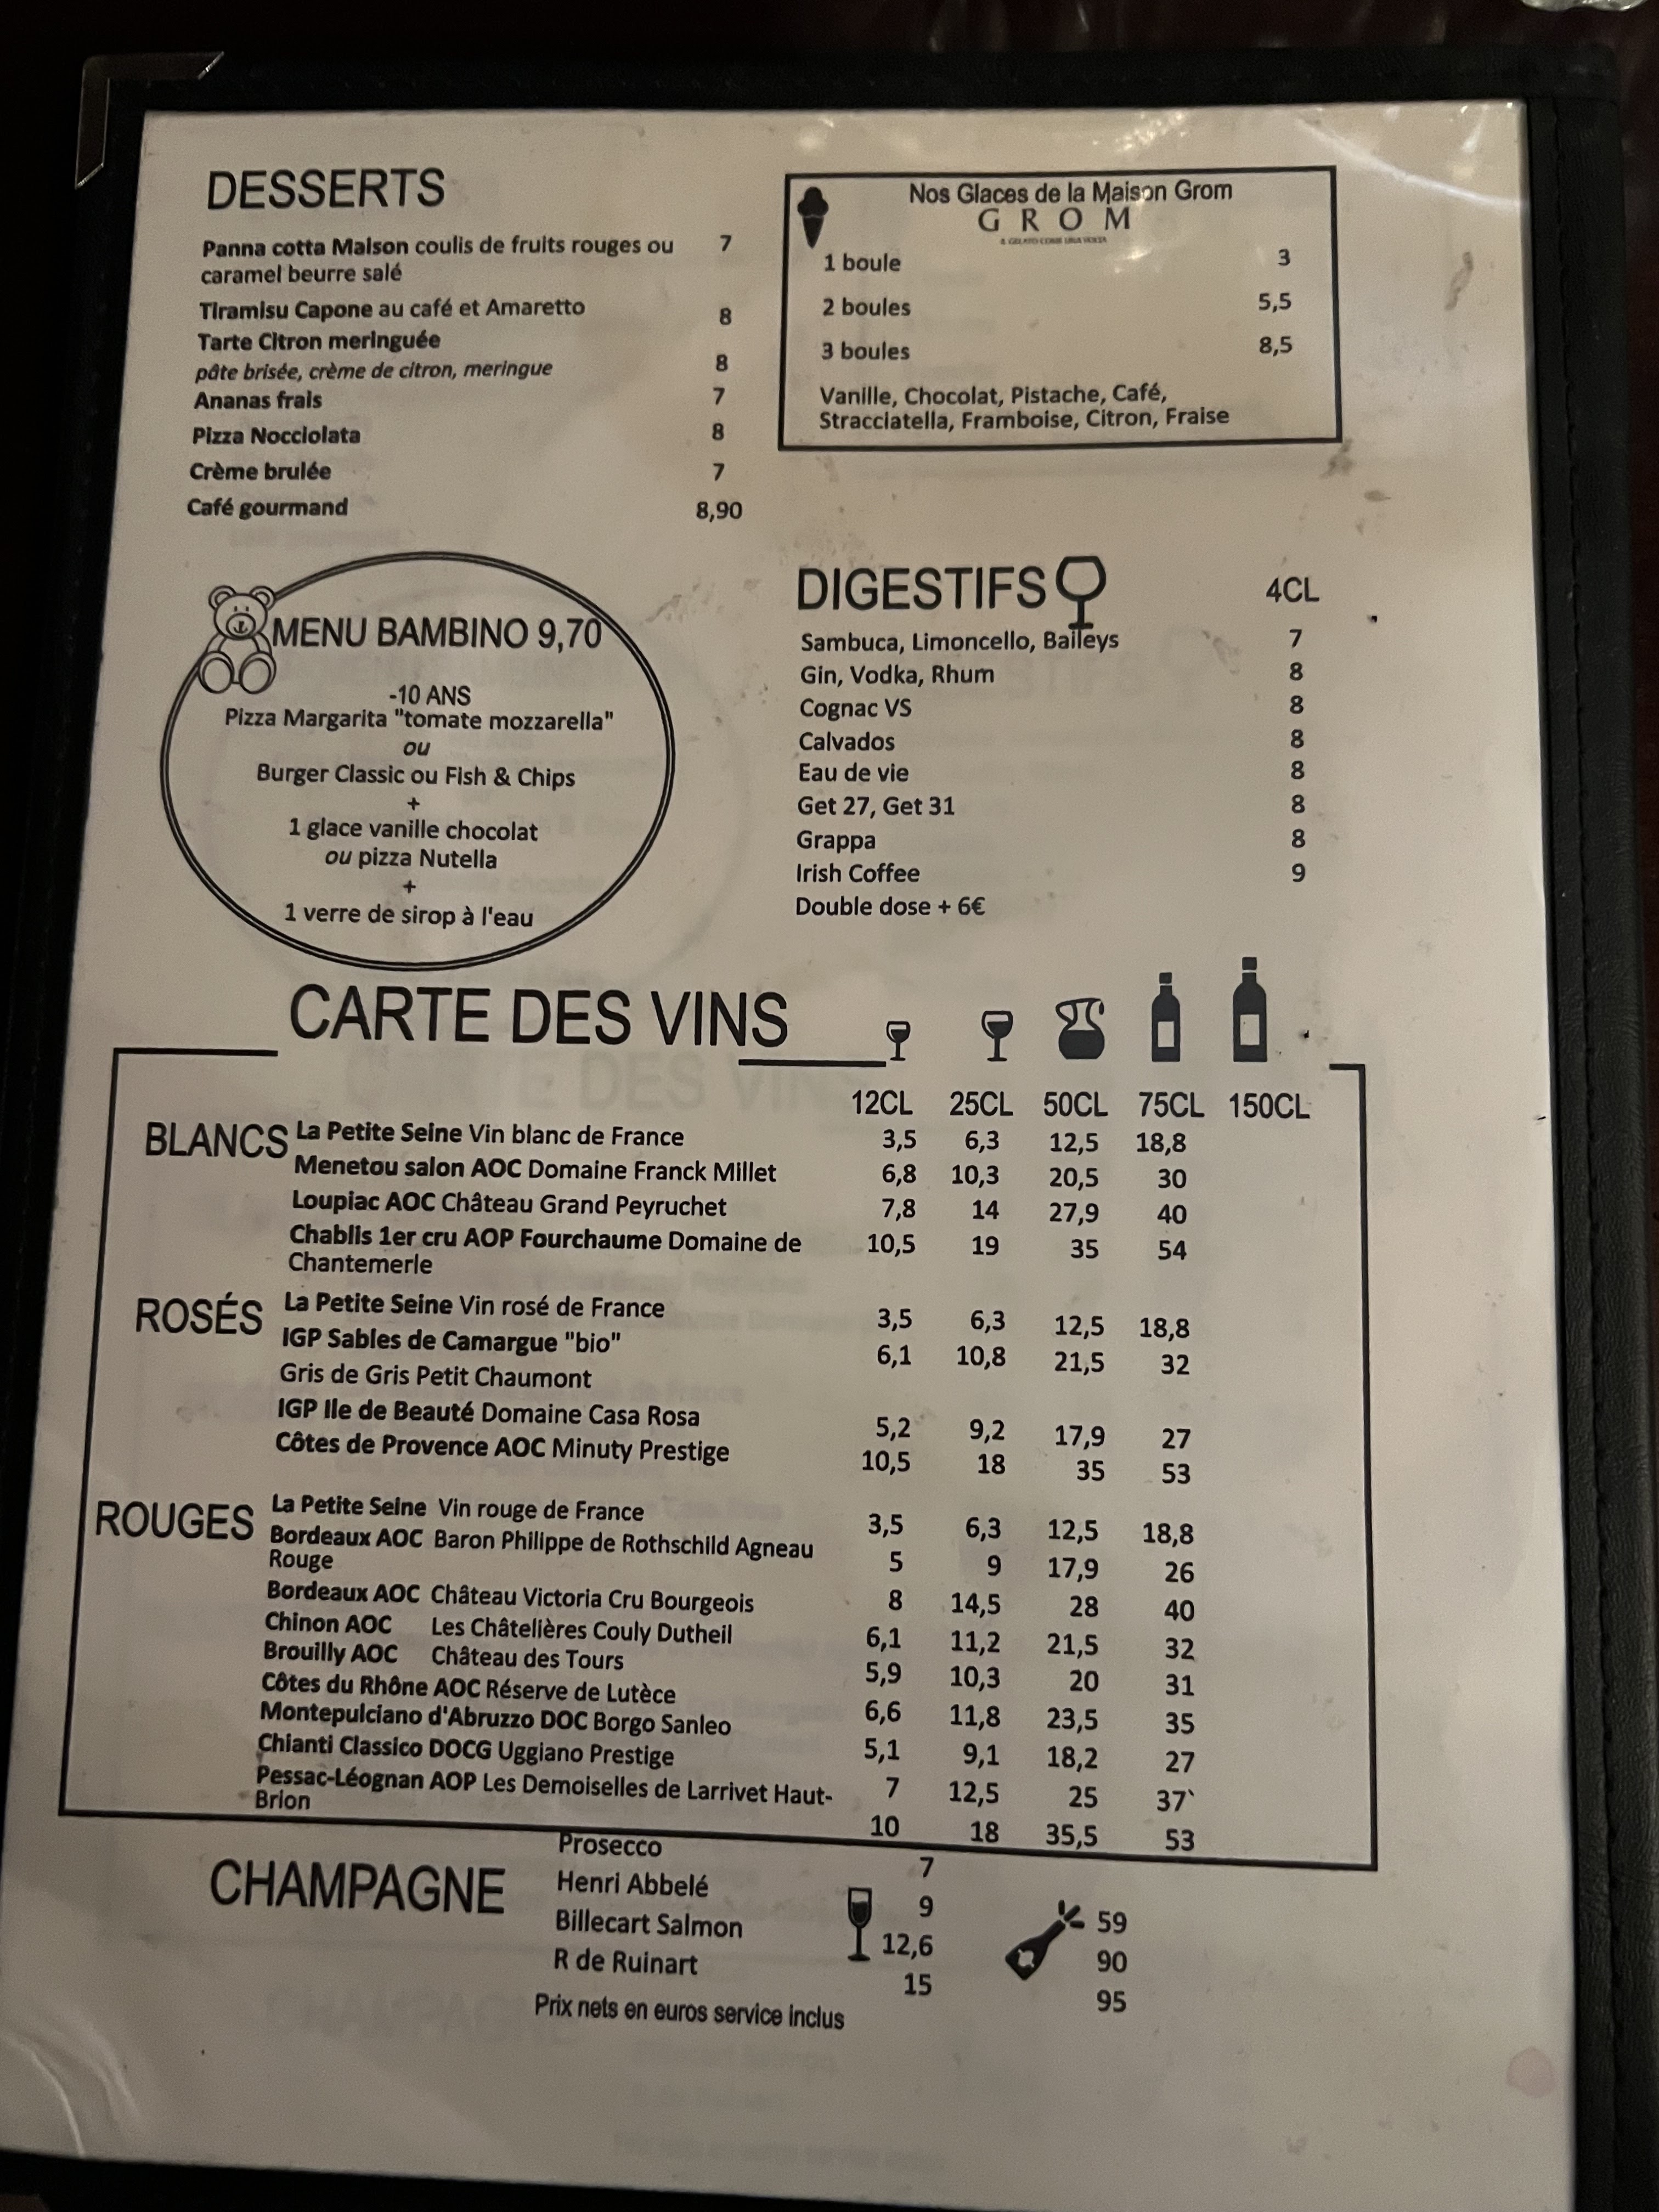 DESSERTS
Panna cotta Maison coulis de fruits rouges ou 7
caramel beurre salé
Tiramisu Capone au café et Amaretto 8
Tarte Citron meringuée
pâte brisée, crème de citron, meringue 8
Ananas frais 7
Pizza Nocciolata 8
Crème brulée 7
Café gourmand 8,90
Nos Glaces de la Maison Grom
GROM
IL GELATO COME UNA VOLTA
1 boule 3
2 boules 5,5
3 boules 8,5
Vanille, Chocolat, Pistache, Café,
Stracciatella, Framboise, Citron, Fraise
MENU BAMBINO 9,70
-10 ANS
Pizza Margarita "tomate mozzarella"
ou
Burger Classic ou Fish & Chips
+
1 glace vanille chocolat
ou pizza Nutella
+
1 verre de sirop à l'eau
DIGESTIFS 4CL
Sambuca, Limoncello, Baileys 7
Gin, Vodka, Rhum 8
Cognac VS 8
Calvados 8
Eau de vie 8
Get 27, Get 31 8
Grappa 8
Irish Coffee 9
Double dose + 6€
CARTE DES VINS
12CL 25CL 50CL 75CL 150CL
BLANCS La Petite Seine Vin blanc de France 3,5 6,3 12,5 18,8
Menetou salon AOC Domaine Franck Millet 6,8 10,3 20,5 30
Loupiac AOC Château Grand Peyruchet 7,8 14 27,9 40
Chablis 1er cru AOP Fourchaume Domaine de 10,5 19 35 54
Chantemerle
ROSÉS La Petite Seine Vin rosé de France 3,5 6,3 12,5 18,8
IGP Sables de Camargue "bio" 6,1 10,8 21,5 32
Gris de Gris Petit Chaumont
IGP Ile de Beauté Domaine Casa Rosa 5,2 9,2 17,9 27
Côtes de Provence AOC Minuty Prestige 10,5 18 35 53
ROUGES La Petite Seine Vin rouge de France 3,5 6,3 12,5 18,8
Bordeaux AOC Baron Philippe de Rothschild Agneau 5 9 17,9 26
Rouge
Bordeaux AOC Château Victoria Cru Bourgeois 8 14,5 28 40
Chinon AOC Les Châtelières Couly Dutheil 6,1 11,2 21,5 32
Brouilly AOC Château des Tours 5,9 10,3 20 31
Côtes du Rhône AOC Réserve de Lutèce 6,6 11,8 23,5 35
Montepulciano d'Abruzzo DOC Borgo Sanleo 5,1 9,1 18,2 27
Chianti Classico DOCG Uggiano Prestige 7 12,5 25 37`
Pessac-Léognan AOP Les Demoiselles de Larrivet Haut- 10 18 35,5 53
Brion
CHAMPAGNE
Prosecco 7
Henri Abbelé 9 59
Billecart Salmon 12,6 90
R de Ruinart 15 95
Prix nets en euros service inclus